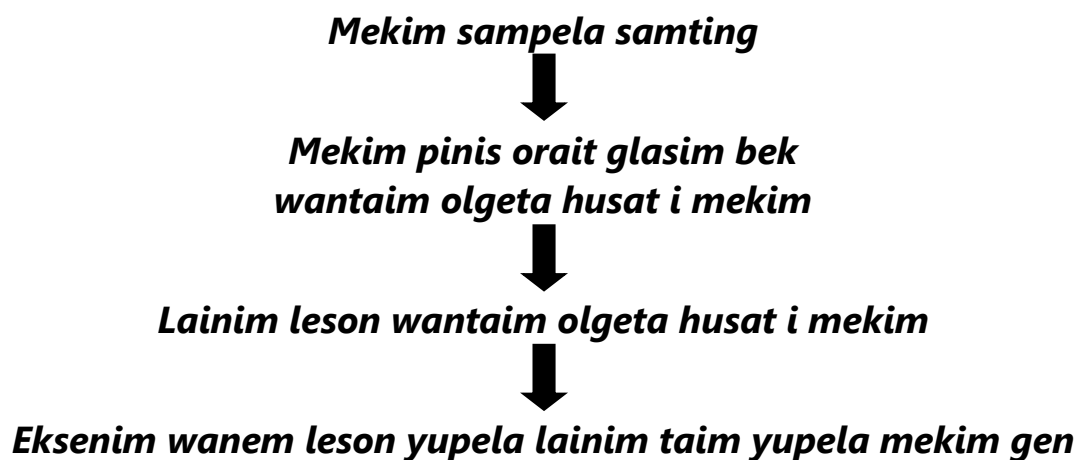 Mekim sampela samting
Mekim pinis orait glasim bek
wantaim olgeta husat i mekim
Lainim leson wantaim olgeta husat i mekim
Eksenim wanem leson yupela lainim taim yupela mekim gen